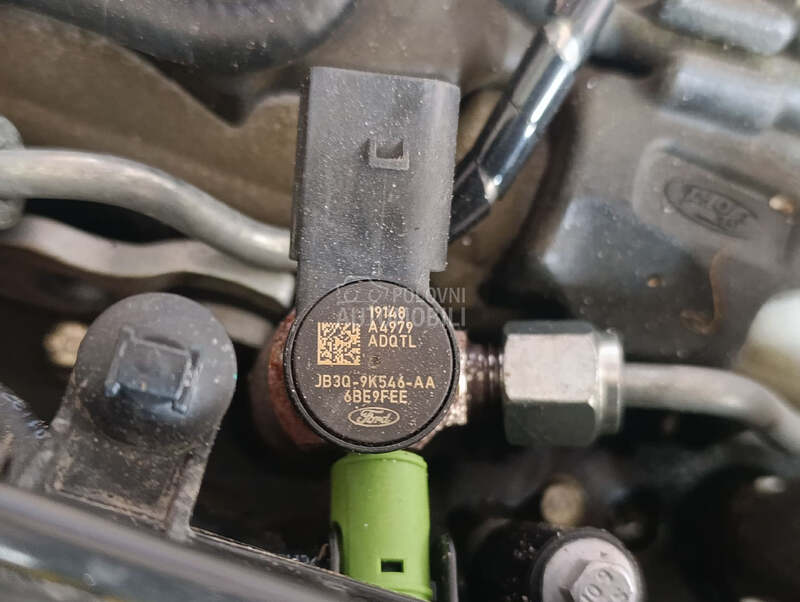 POLOVNI
AUTOMOBILI
19148
A4979
ADQTL
JB3Q-9K546-AA
6BE9FEE
Ford